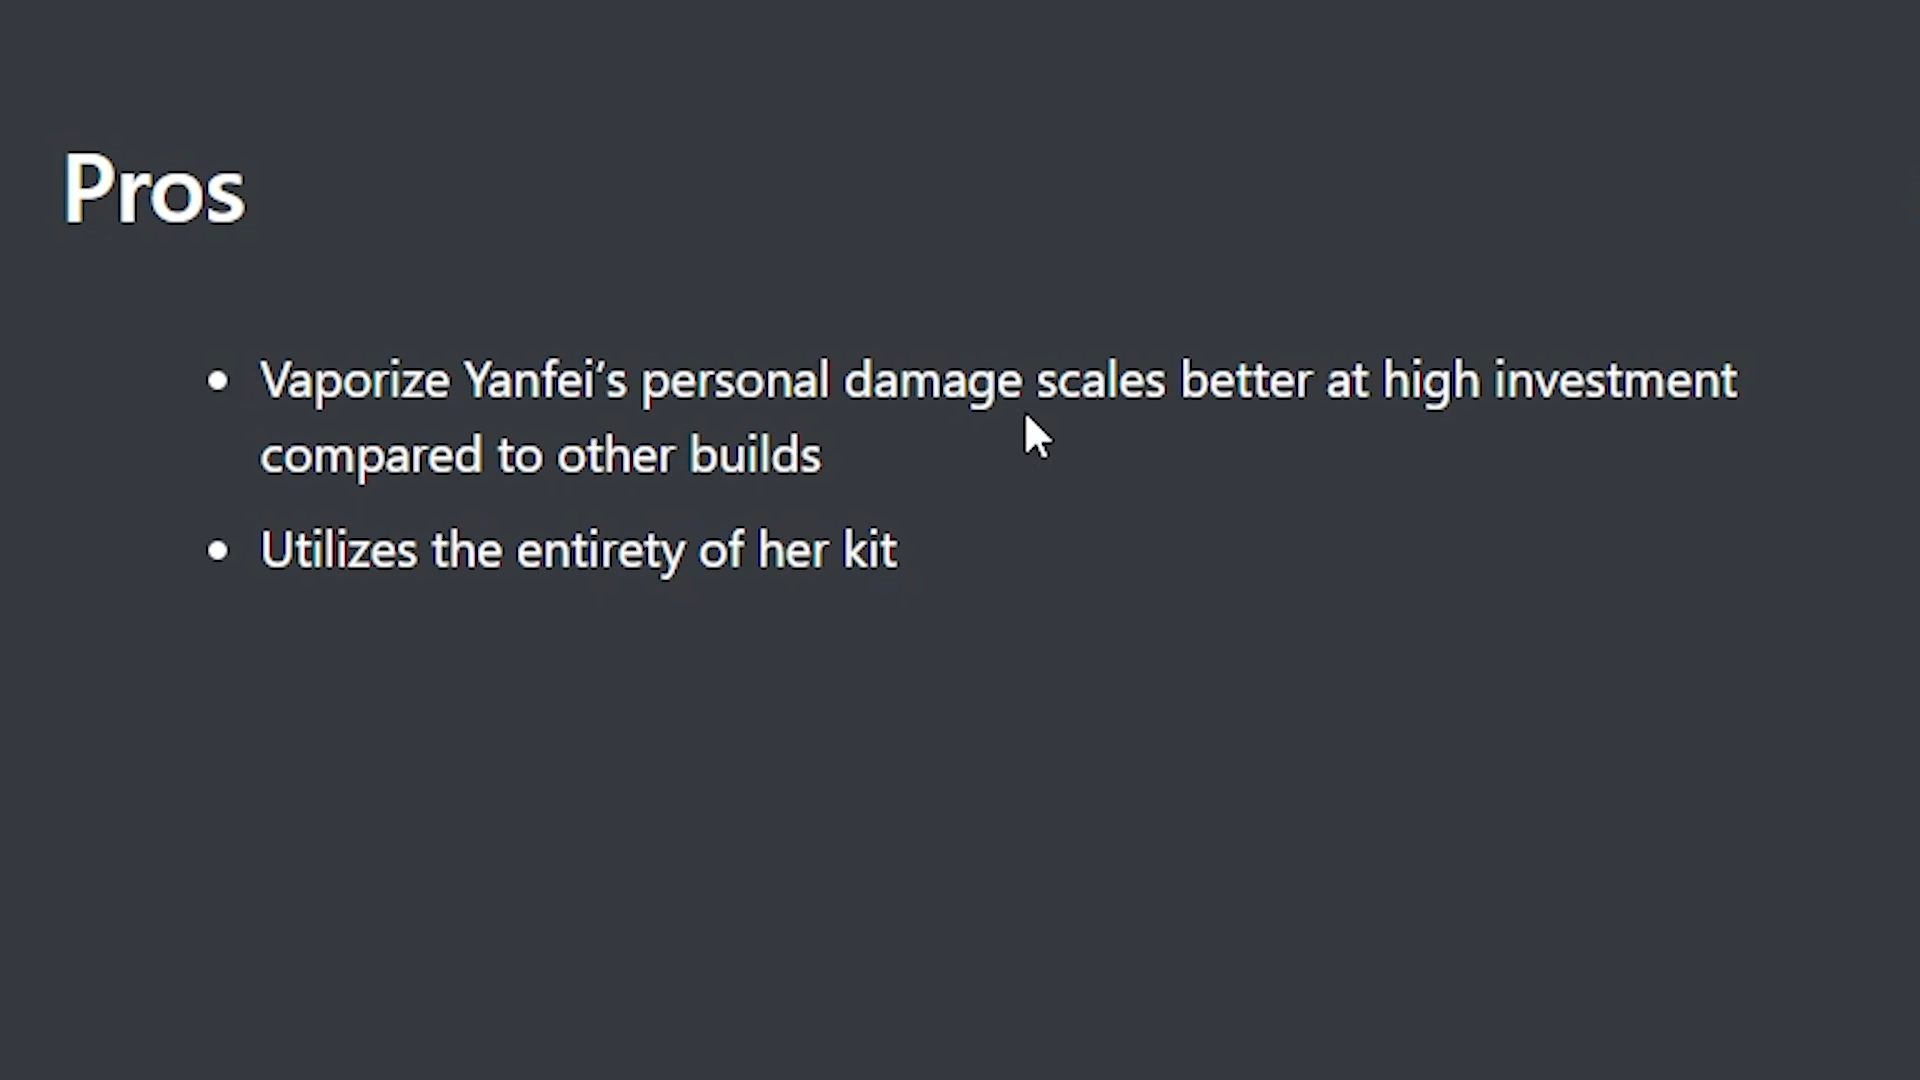 Pros
• Vaporize Yanfei’s personal damage scales better at high investment
compared to other builds
• Utilizes the entirety of her kit